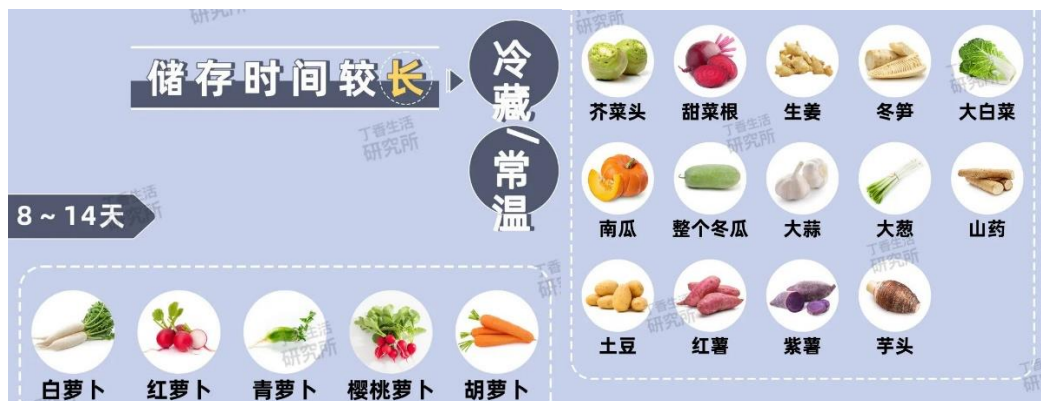 储存时间较长
冷藏/常温
8~14天
白萝卜 红萝卜 青萝卜 樱桃萝卜 胡萝卜
芥菜头 甜菜根 生姜 冬笋 大白菜
南瓜 整个冬瓜 大蒜 大葱 山药
土豆 红薯 紫薯 芋头
丁香生活
研究所